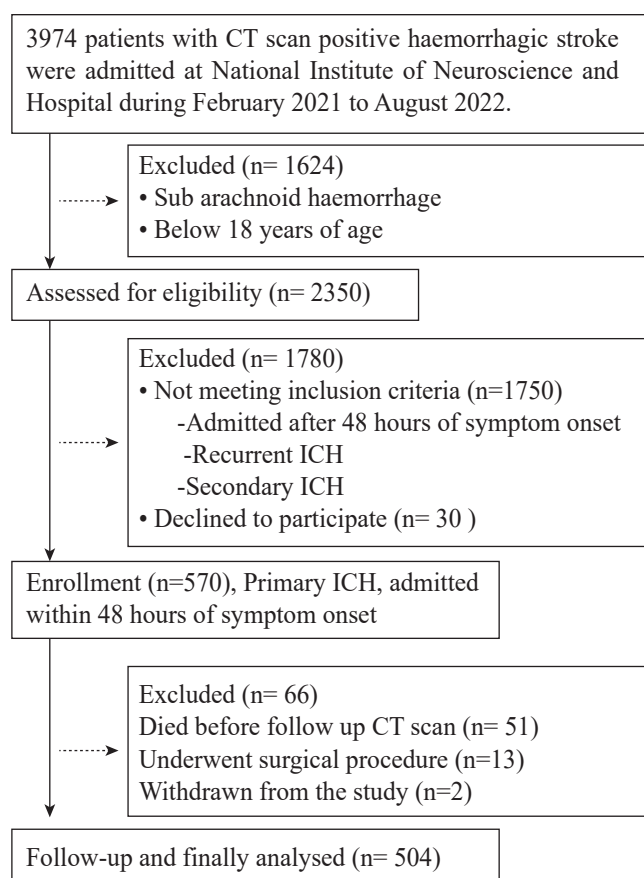 3974 patients with CT scan positive haemorrhagic stroke
were admitted at National Institute of Neuroscience and
Hospital during February 2021 to August 2022.
Excluded (n= 1624)
• Sub arachnoid haemorrhage
• Below 18 years of age
Assessed for eligibility (n= 2350)
Excluded (n= 1780)
• Not meeting inclusion criteria (n=1750)
-Admitted after 48 hours of symptom onset
-Recurrent ICH
-Secondary ICH
• Declined to participate (n= 30 )
Enrollment (n=570), Primary ICH, admitted
within 48 hours of symptom onset
Excluded (n= 66)
Died before follow up CT scan (n= 51)
Underwent surgical procedure (n=13)
Withdrawn from the study (n=2)
Follow-up and finally analysed (n= 504)